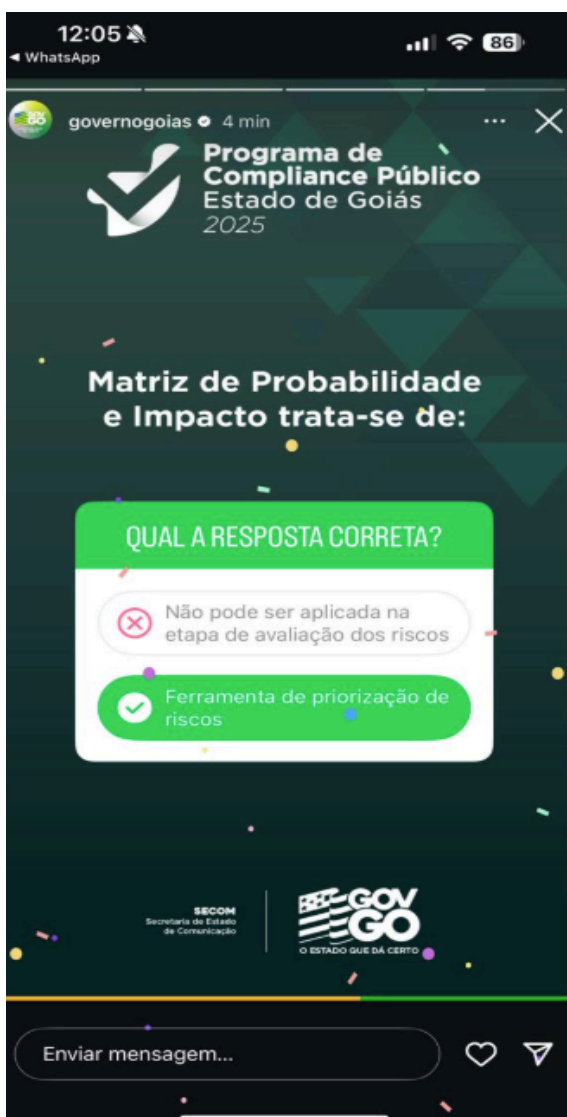 12:05
86
◄ WhatsApp
governogoias 4 min
Programa de
Compliance Público
Estado de Goiás
2025
Matriz de Probabilidade
e Impacto trata-se de:
QUAL A RESPOSTA CORRETA?
Não pode ser aplicada na
etapa de avaliação dos riscos
Ferramenta de priorização de
riscos
SECOM
Secretaria de Estado
de Comunicação
GOV
GO
O ESTADO QUE DÁ CERTO
Enviar mensagem...